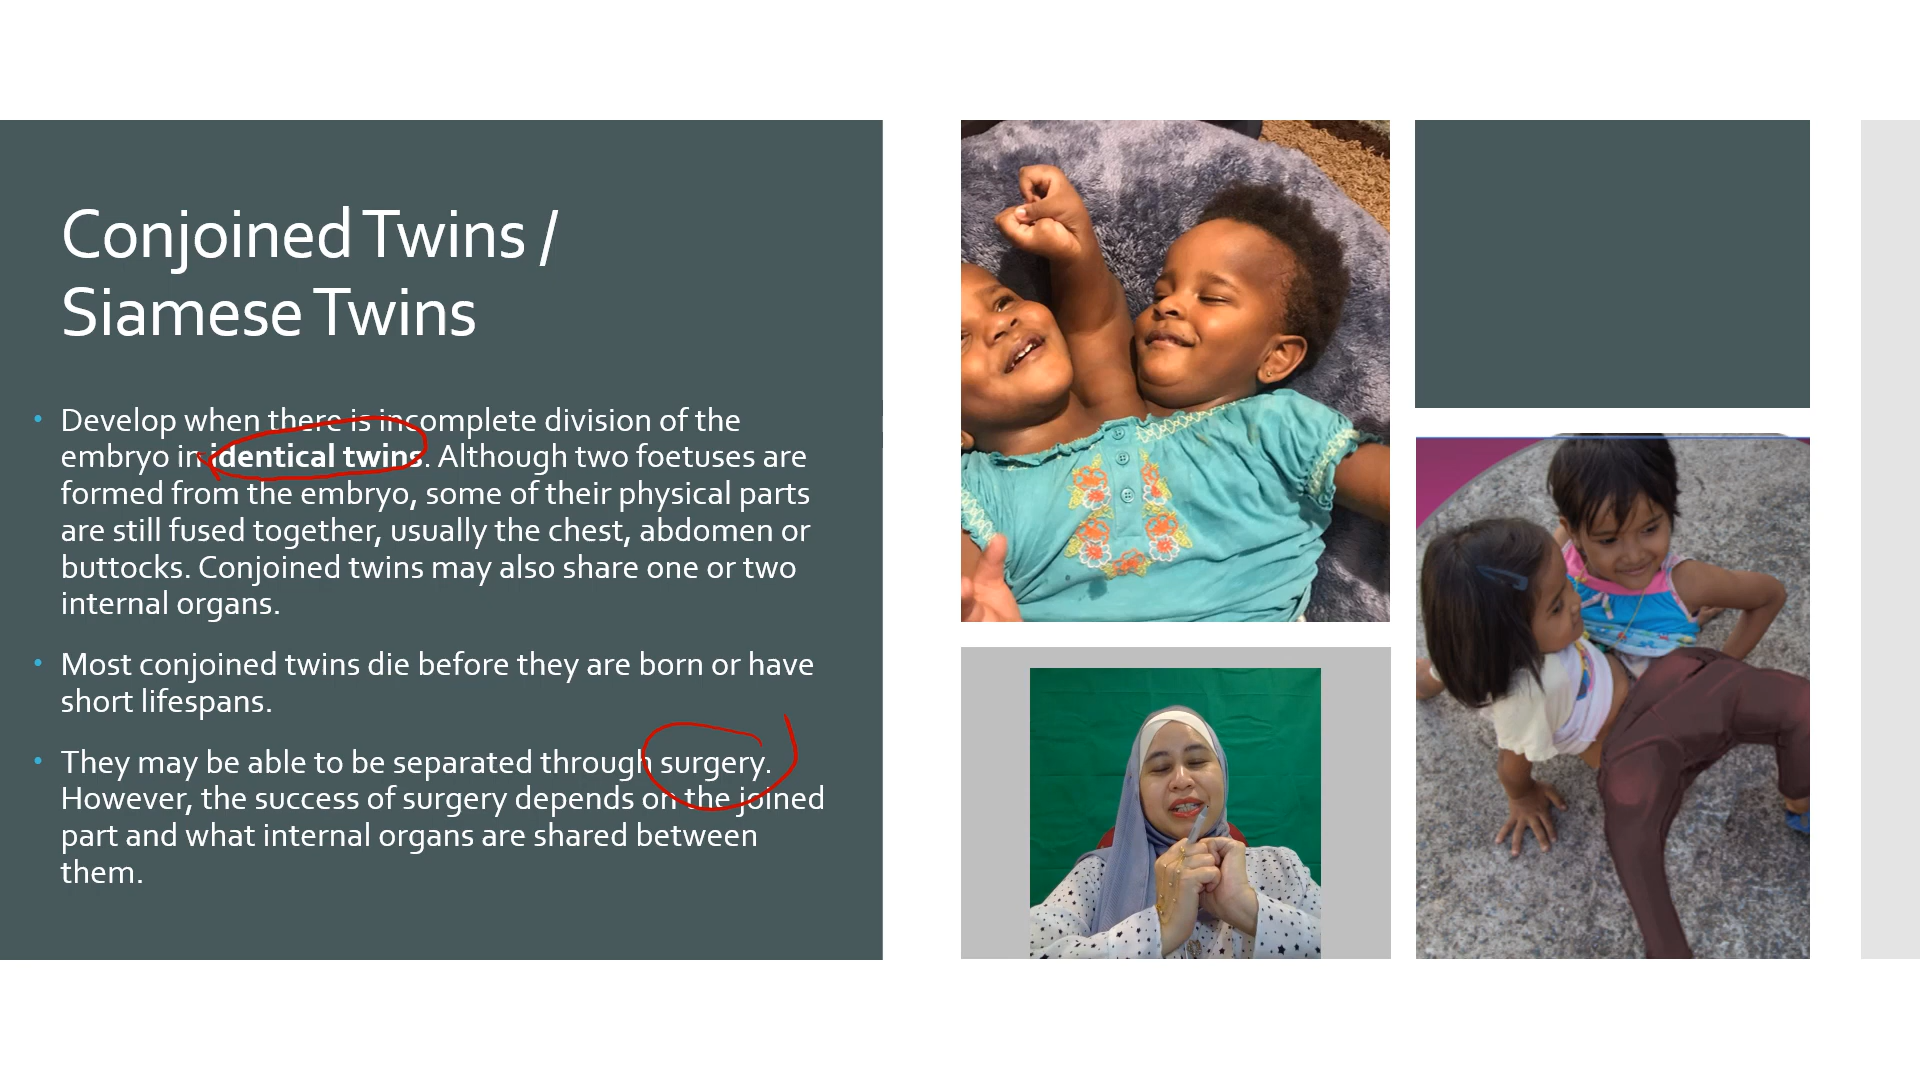 Conjoined Twins /
Siamese Twins
• Develop when there is incomplete division of the
embryo in identical twins. Although two foetuses are
formed from the embryo, some of their physical parts
are still fused together, usually the chest, abdomen or
buttocks. Conjoined twins may also share one or two
internal organs.
• Most conjoined twins die before they are born or have
short lifespans.
• They may be able to be separated through surgery.
However, the success of surgery depends on the joined
part and what internal organs are shared between
them.